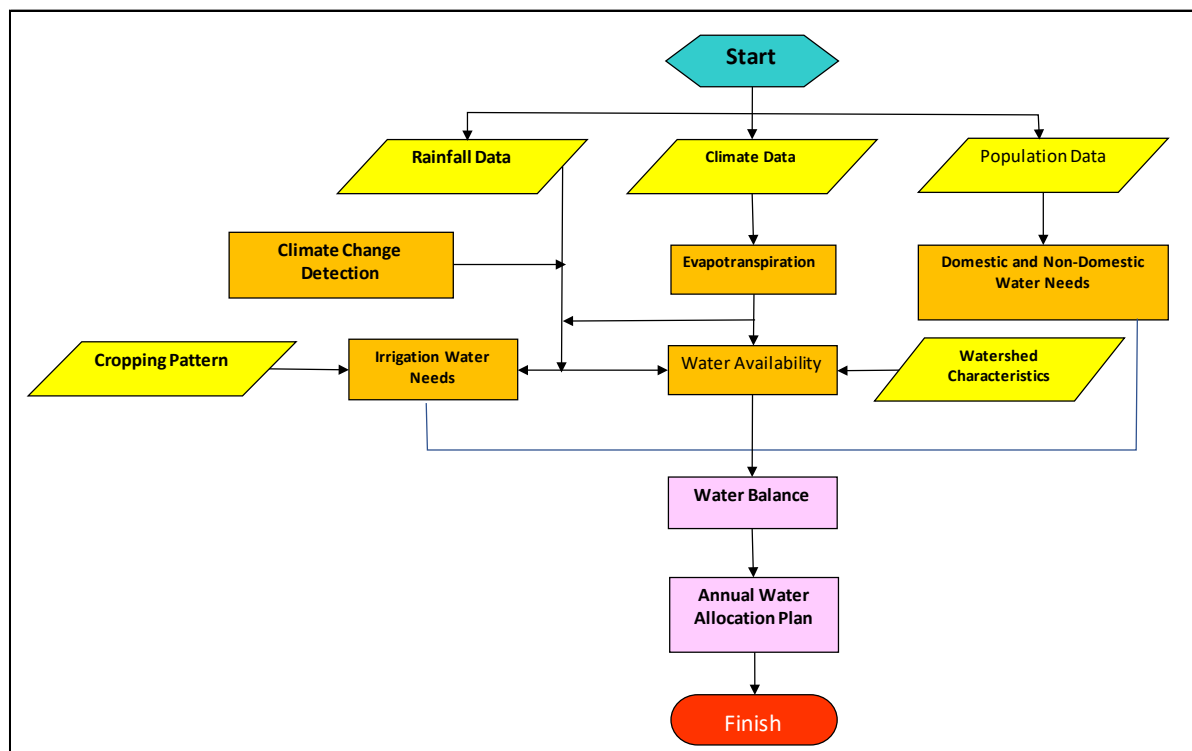 Start
Rainfall Data
Climate Data
Population Data
Climate Change
Detection
Evapotranspiration
Domestic and Non-Domestic
Water Needs
Cropping Pattern
Irrigation Water
Needs
Water Availability
Watershed
Characteristics
Water Balance
Annual Water
Allocation Plan
Finish